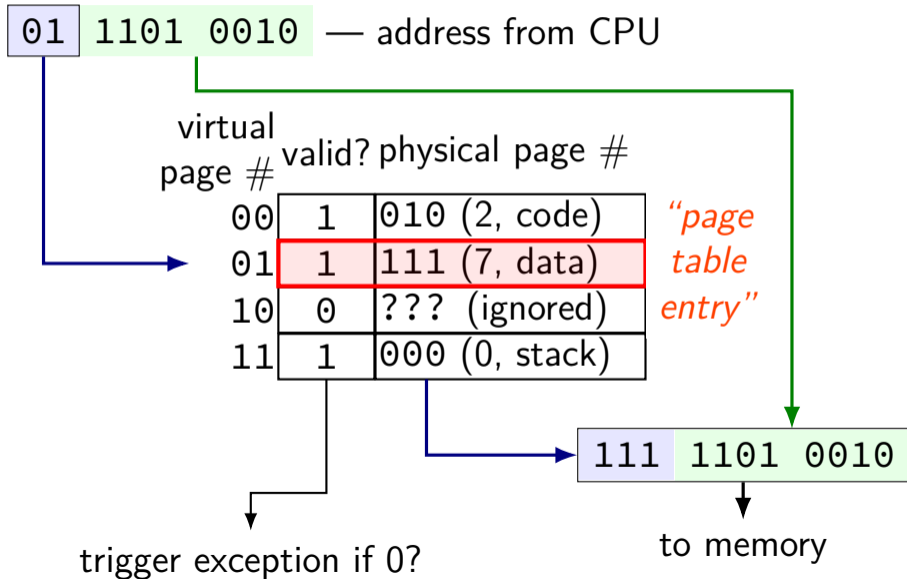 01 1101 0010 — address from CPU
virtual
page #
valid?
physical page #
00 1 010 (2, code)
01 1 111 (7, data)
10 0 ??? (ignored)
11 1 000 (0, stack)
“page
table
entry”
111 1101 0010
to memory
trigger exception if 0?